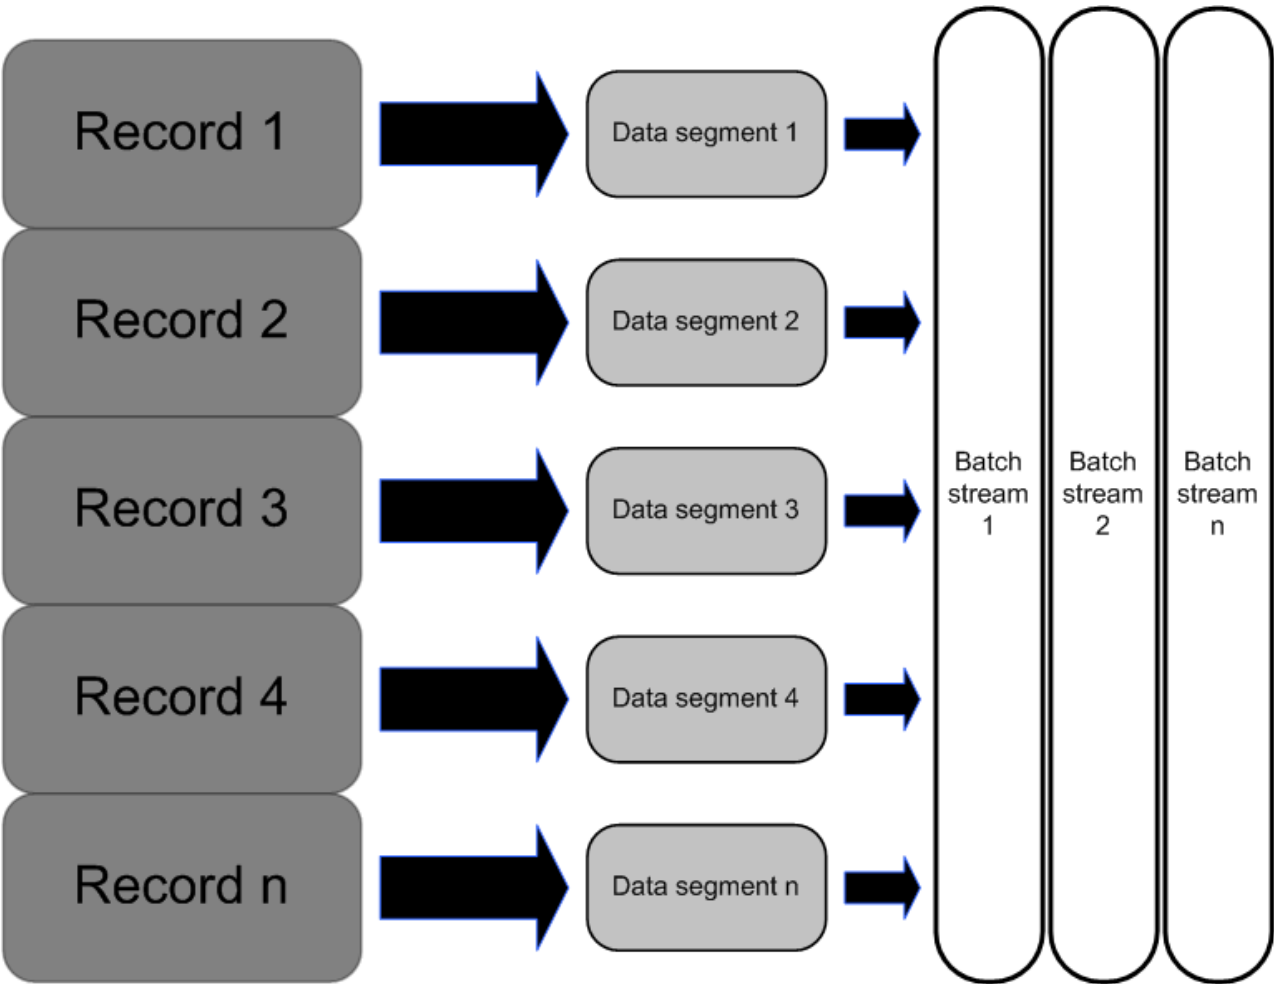 Record 1
Data segment 1
Record 2
Data segment 2
Record 3
Data segment 3
Record 4
Data segment 4
Record n
Data segment n
Batch
stream
1
Batch
stream
2
Batch
stream
n